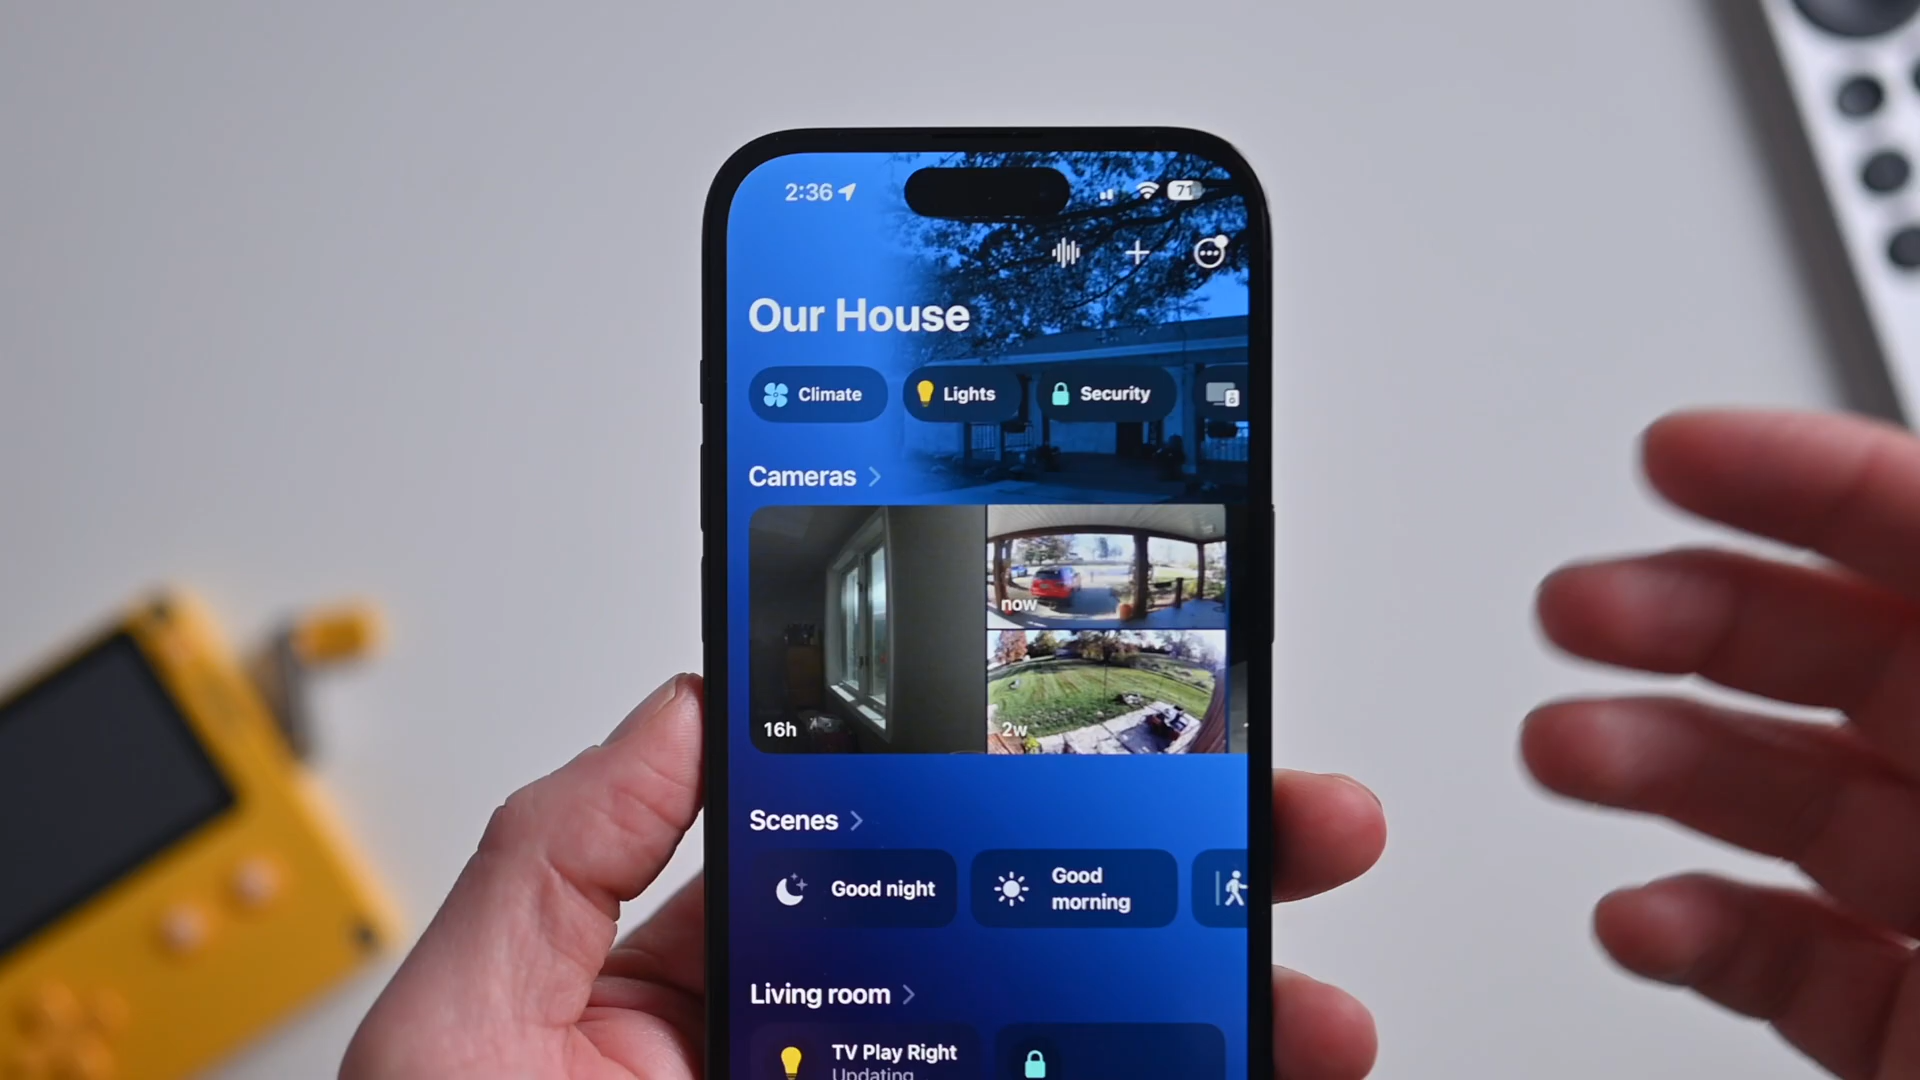 2:36
71
Our House
Climate
Lights
Security
Cameras
16h
now
2w
Scenes
Good night
Good
morning
Living room
TV Play Right
Updating